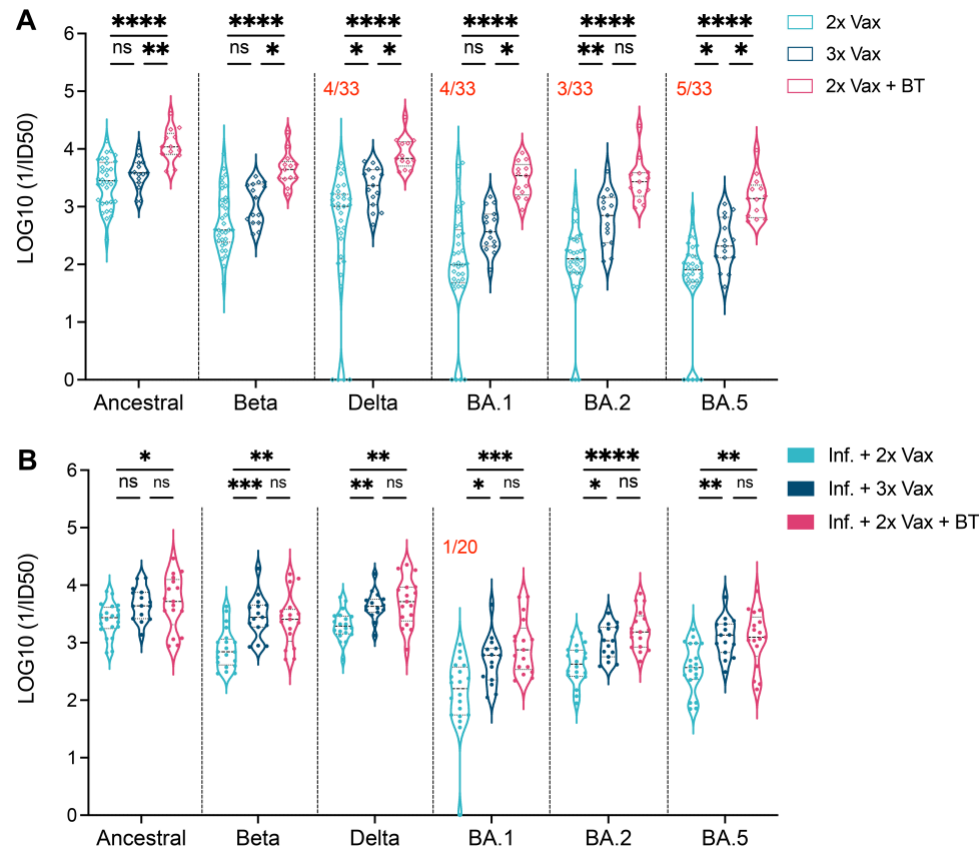 A
LOG10 (1/ID50)
6
5
4
3
2
1
0
**** **** **** **** **** ****
ns ** ns * * * ns * ** ns * *
4/33 4/33 3/33 5/33
Ancestral Beta Delta BA.1 BA.2 BA.5
2x Vax
3x Vax
2x Vax + BT
B
LOG10 (1/ID50)
6
5
4
3
2
1
0
* ** ** *** **** **
ns ns *** ns ** ns * ns * ns ** ns
1/20
Ancestral Beta Delta BA.1 BA.2 BA.5
Inf. + 2x Vax
Inf. + 3x Vax
Inf. + 2x Vax + BT